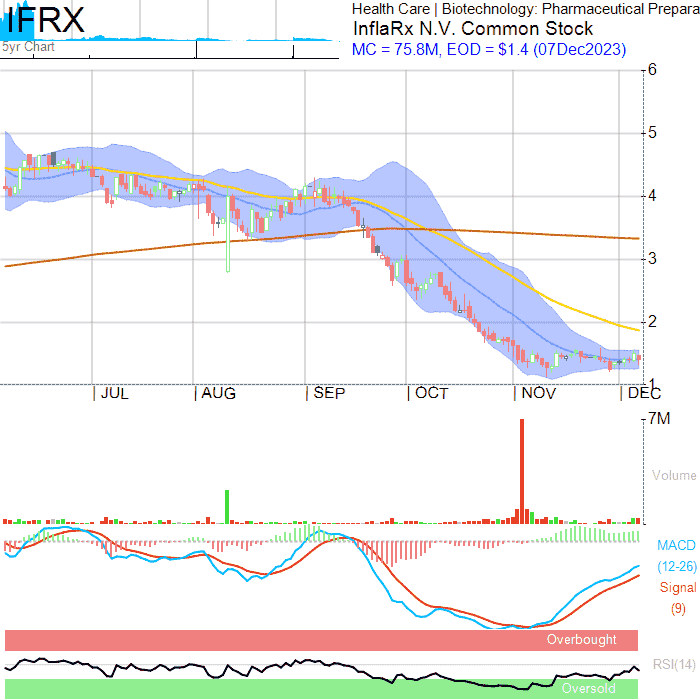 IFRX
5yr Chart
Health Care | Biotechnology: Pharmaceutical Prepara
InflaRx N.V. Common Stock
MC = 75.8M, EOD = $1.4 (07Dec2023)
6
5
4
3
2
1
JUL AUG SEP OCT NOV DEC
7M
Volume
MACD
(12-26)
Signal
(9)
Overbought
RSI(14)
Oversold